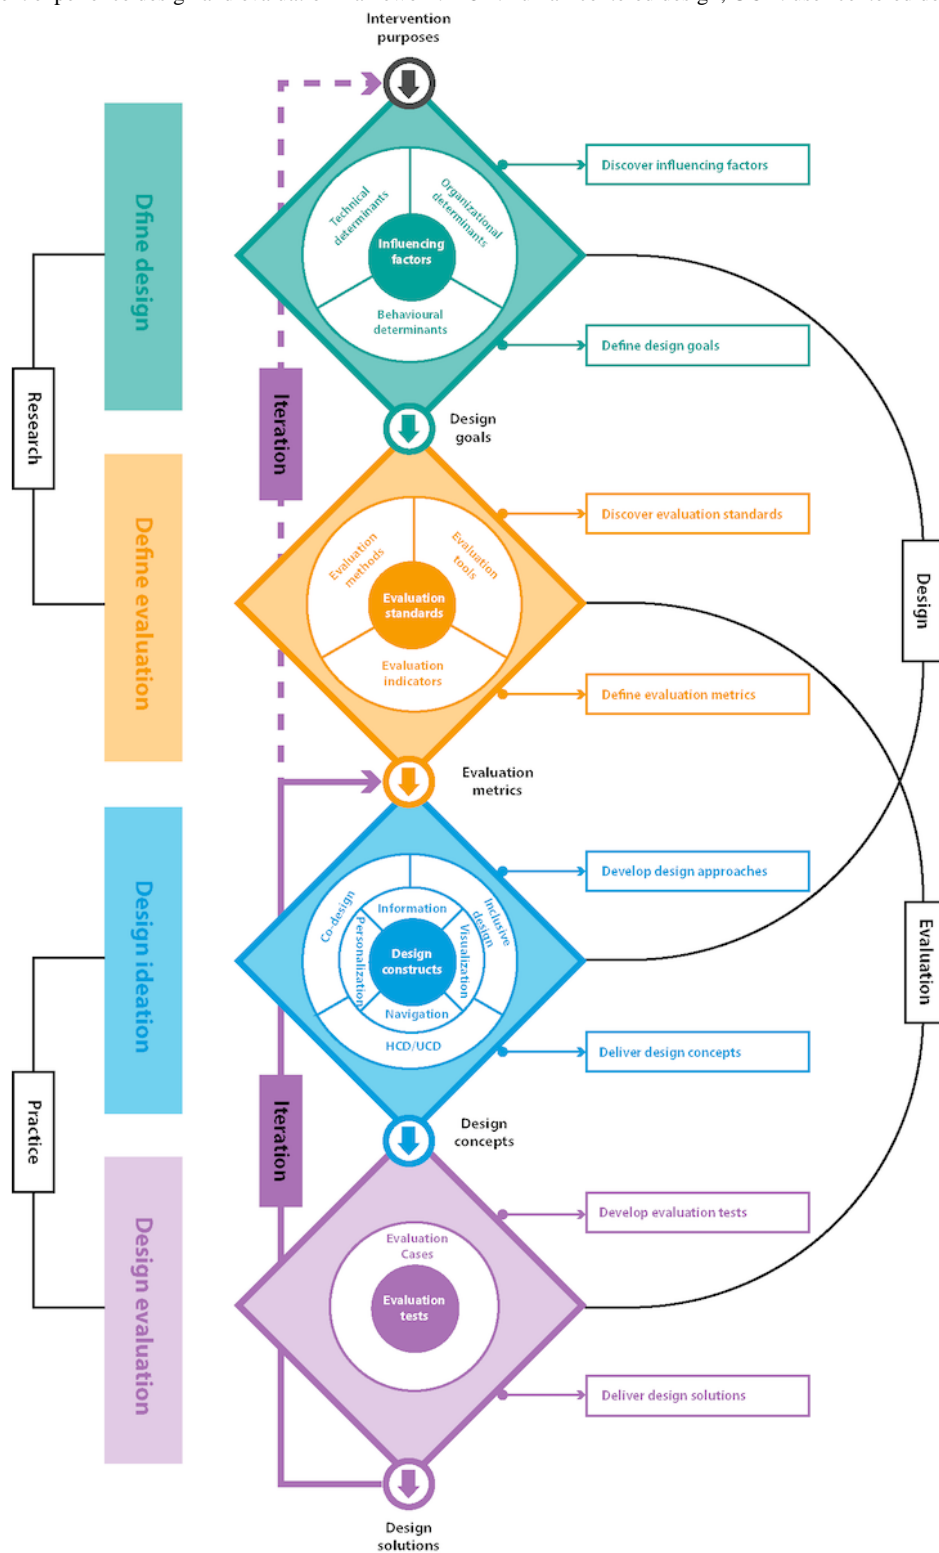 Intervention
purposes
Dfine design
Technical
determinants
Organizational
determinants
Influencing
factors
Behavioural
determinants
Discover influencing factors
Define design goals
Research
Iteration
Design
goals
Define evaluation
Evaluation
methods
Evaluation
tools
Evaluation
standards
Evaluation
indicators
Discover evaluation standards
Define evaluation metrics
Design
Evaluation
metrics
Design ideation
Co-design
Inclusive
design
Information
Personalization
Visualization
Design
constructs
Navigation
HCD/UCD
Develop design approaches
Deliver design concepts
Evaluation
Practice
Iteration
Design
concepts
Design evaluation
Evaluation
Cases
Evaluation
tests
Develop evaluation tests
Deliver design solutions
Design
solutions